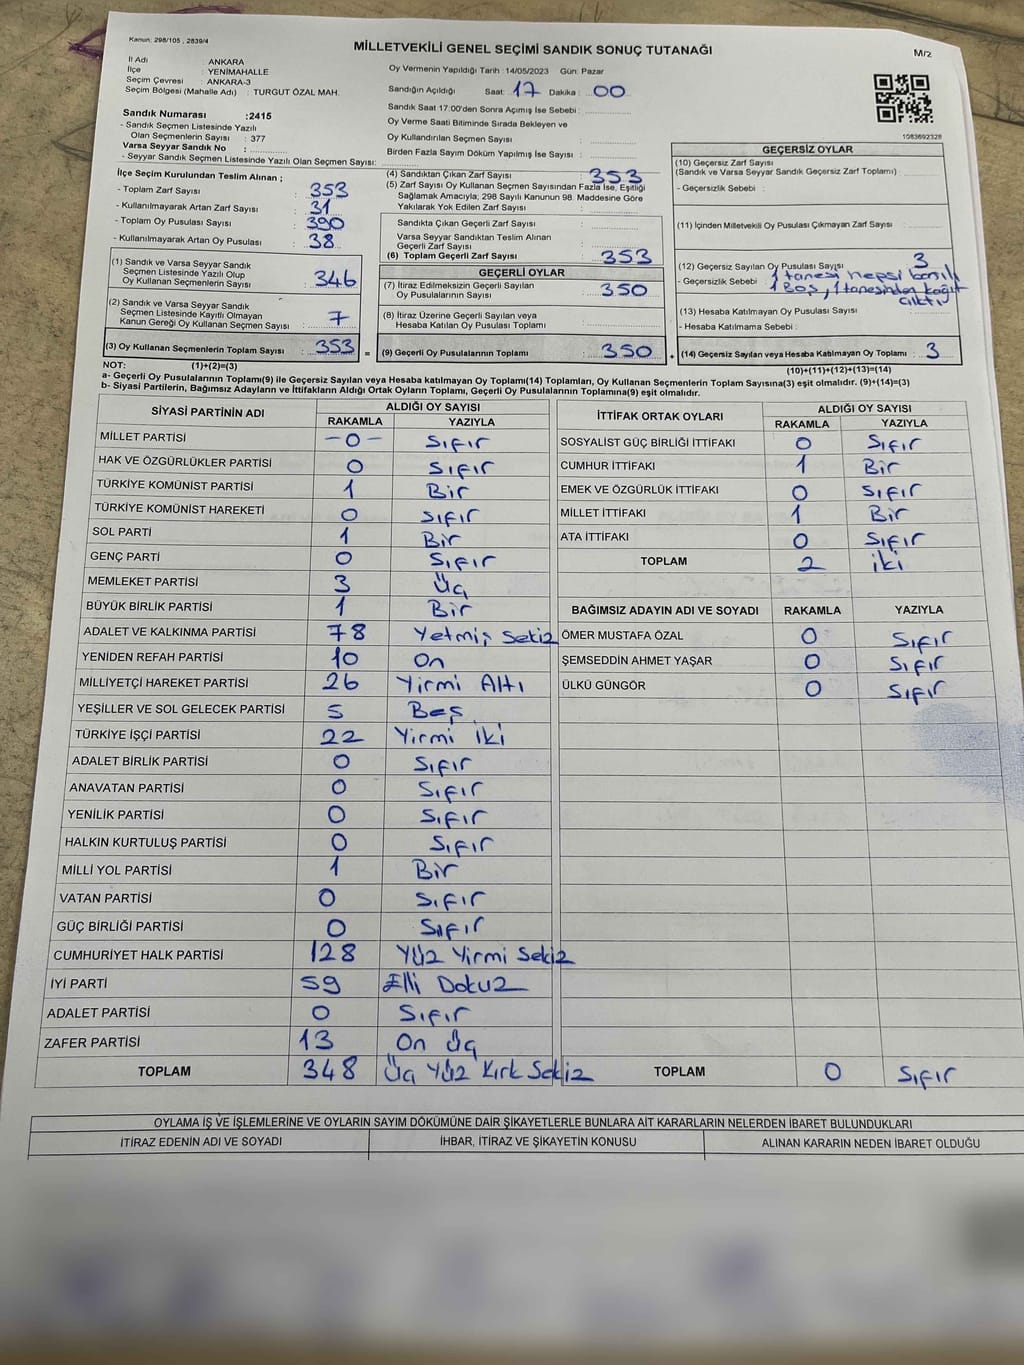 Kanun: 298/105 , 2839/4
MİLLETVEKİLİ GENEL SEÇİMİ SANDIK SONUÇ TUTANAĞI
M/2
İl Adı : ANKARA
İlçe : YENİMAHALLE
Seçim Çevresi : ANKARA-3
Seçim Bölgesi (Mahalle Adı) : TURGUT ÖZAL MAH.
Oy Vermenin Yapıldığı Tarih : 14/05/2023 Gün: Pazar
Sandığın Açıldığı Saat: 17 Dakika : 00
Sandık Saat 17:00'den Sonra Açımış İse Sebebi :
Oy Verme Saati Bitiminde Sırada Bekleyen ve
Oy Kullandırılan Seçmen Sayısı :
Birden Fazla Sayım Döküm Yapılmış İse Sayısı :
1083692328
Sandık Numarası :2415
- Sandık Seçmen Listesinde Yazılı
Olan Seçmenlerin Sayısı : 377
Varsa Seyyar Sandık No :
- Seyyar Sandık Seçmen Listesinde Yazılı Olan Seçmen Sayısı:
İlçe Seçim Kurulundan Teslim Alınan ;
- Toplam Zarf Sayısı : 353
- Kullanılmayarak Artan Zarf Sayısı : 31
- Toplam Oy Pusulası Sayısı : 390
- Kullanılmayarak Artan Oy Pusulası : 38
(1) Sandık ve Varsa Seyyar Sandık
Seçmen Listesinde Yazılı Olup
Oy Kullanan Seçmenlerin Sayısı : 346
(2) Sandık ve Varsa Seyyar Sandık
Seçmen Listesinde Kayıtlı Olmayan
Kanun Gereği Oy Kullanan Seçmen Sayısı : 7
(3) Oy Kullanan Seçmenlerin Toplam Sayısı : 353 =
(4) Sandıktan Çıkan Zarf Sayısı : 353
(5) Zarf Sayısı Oy Kullanan Seçmen Sayısından Fazla İse, Eşitliği
Sağlamak Amacıyla, 298 Sayılı Kanunun 98. Maddesine Göre
Yakılarak Yok Edilen Zarf Sayısı :
Sandıkta Çıkan Geçerli Zarf Sayısı :
Varsa Seyyar Sandıktan Teslim Alınan
Geçerli Zarf Sayısı :
(6) Toplam Geçerli Zarf Sayısı : 353
GEÇERLİ OYLAR
(7) İtiraz Edilmeksizin Geçerli Sayılan
Oy Pusulasının Sayısı : 350
(8) İtiraz Üzerine Geçerli Sayılan veya
Hesaba Katılan Oy Pusulası Toplamı :
(9) Geçerli Oy Pusulalarının Toplamı : 350 +
GEÇERSİZ OYLAR
(10) Geçersiz Zarf Sayısı
(Sandık ve Varsa Seyyar Sandık Geçersiz Zarf Toplamı) :
- Geçersizlik Sebebi :
(11) İçinden Milletvekili Oy Pusulası Çıkmayan Zarf Sayısı :
(12) Geçersiz Sayılan Oy Pusulası Sayısı : 3
- Geçersizlik Sebebi : 1 tanesi hepsi basılı
1 Boş, 1 tanesinden kağıt
çıktı
(13) Hesaba Katılmayan Oy Pusulası Sayısı :
- Hesaba Katılmama Sebebi :
(14) Geçersiz Sayılan veya Hesaba Katılmayan Oy Toplamı : 3
NOT: (1)+(2)=(3)
(10)+(11)+(12)+(13)=(14)
a- Geçerli Oy Pusulalarının Toplamı(9) ile Geçersiz Sayılan veya Hesaba katılmayan Oy Toplamı(14) Toplamları, Oy Kullanan Seçmenlerin Toplam Sayısına(3) eşit olmalıdır. (9)+(14)=(3)
b- Siyasi Partilerin, Bağımsız Adayların ve İttifakların Aldığı Ortak Oyların Toplamı, Geçerli Oy Pusulalarının Toplamına(9) eşit olmalıdır.
SİYASİ PARTİNİN ADI
ALDIĞI OY SAYISI
RAKAMLA YAZIYLA
MİLLET PARTİSİ -0- Sıfır
HAK VE ÖZGÜRLÜKLER PARTİSİ 0 Sıfır
TÜRKİYE KOMÜNİST PARTİSİ 1 Bir
TÜRKİYE KOMÜNİST HAREKETİ 0 Sıfır
SOL PARTİ 1 Bir
GENÇ PARTİ 0 Sıfır
MEMLEKET PARTİSİ 3 Üç
BÜYÜK BİRLİK PARTİSİ 1 Bir
ADALET VE KALKINMA PARTİSİ 78 Yetmiş Sekiz
YENİDEN REFAH PARTİSİ 10 On
MİLLİYETÇİ HAREKET PARTİSİ 26 Yirmi Altı
YEŞİLLER VE SOL GELECEK PARTİSİ 5 Beş
TÜRKİYE İŞÇİ PARTİSİ 22 Yirmi iki
ADALET BİRLİK PARTİSİ 0 Sıfır
ANAVATAN PARTİSİ 0 Sıfır
YENİLİK PARTİSİ 0 Sıfır
HALKIN KURTULUŞ PARTİSİ 0 Sıfır
MİLLİ YOL PARTİSİ 1 Bir
VATAN PARTİSİ 0 Sıfır
GÜÇ BİRLİĞİ PARTİSİ 0 Sıfır
CUMHURİYET HALK PARTİSİ 128 Yüz Yirmi Sekiz
İYİ PARTİ 59 Elli Dokuz
ADALET PARTİSİ 0 Sıfır
ZAFER PARTİSİ 13 On Üç
TOPLAM 348 Üç Yüz Kırk Sekiz
İTTİFAK ORTAK OYLARI
ALDIĞI OY SAYISI
RAKAMLA YAZIYLA
SOSYALİST GÜÇ BİRLİĞİ İTTİFAKI 0 Sıfır
CUMHUR İTTİFAKI 1 Bir
EMEK VE ÖZGÜRLÜK İTTİFAKI 0 Sıfır
MİLLET İTTİFAKI 1 Bir
ATA İTTİFAKI 0 Sıfır
TOPLAM 2 iki
BAĞIMSIZ ADAYIN ADI VE SOYADI RAKAMLA YAZIYLA
ÖMER MUSTAFA ÖZAL 0 Sıfır
ŞEMSEDDİN AHMET YAŞAR 0 Sıfır
ÜLKÜ GÜNGÖR 0 Sıfır
TOPLAM 0 Sıfır
OYLAMA İŞ VE İŞLEMLERİNE VE OYLARIN SAYIM DÖKÜMÜNE DAİR ŞİKAYETLERLE BUNLARA AİT KARARLARIN NELERDEN İBARET BULUNDUKLARI
İTİRAZ EDENİN ADI VE SOYADI
İHBAR, İTİRAZ VE ŞİKAYETİN KONUSU
ALINAN KARARIN NEDEN İBARET OLDUĞU